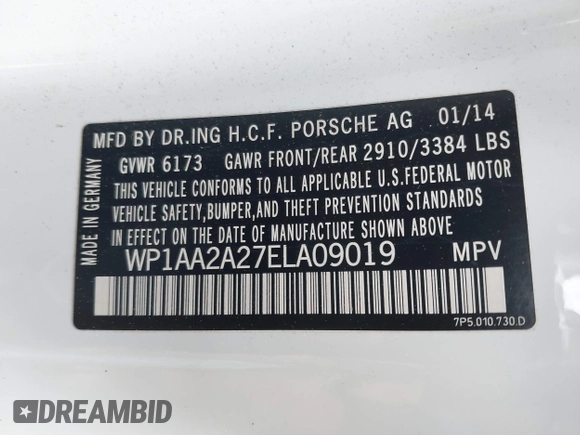 MFD BY DR.ING H.C.F. PORSCHE AG 01/14
GVWR 6173 GAWR FRONT/REAR 2910/3384 LBS
THIS VEHICLE CONFORMS TO ALL APPLICABLE U.S.FEDERAL MOTOR
VEHICLE SAFETY,BUMPER,AND THEFT PREVENTION STANDARDS
IN EFFECT ON THE DATE OF MANUFACTURE SHOWN ABOVE
WP1AA2A27ELA09019 MPV
MADE IN GERMANY
7P5.010.730.D
DREAMBID